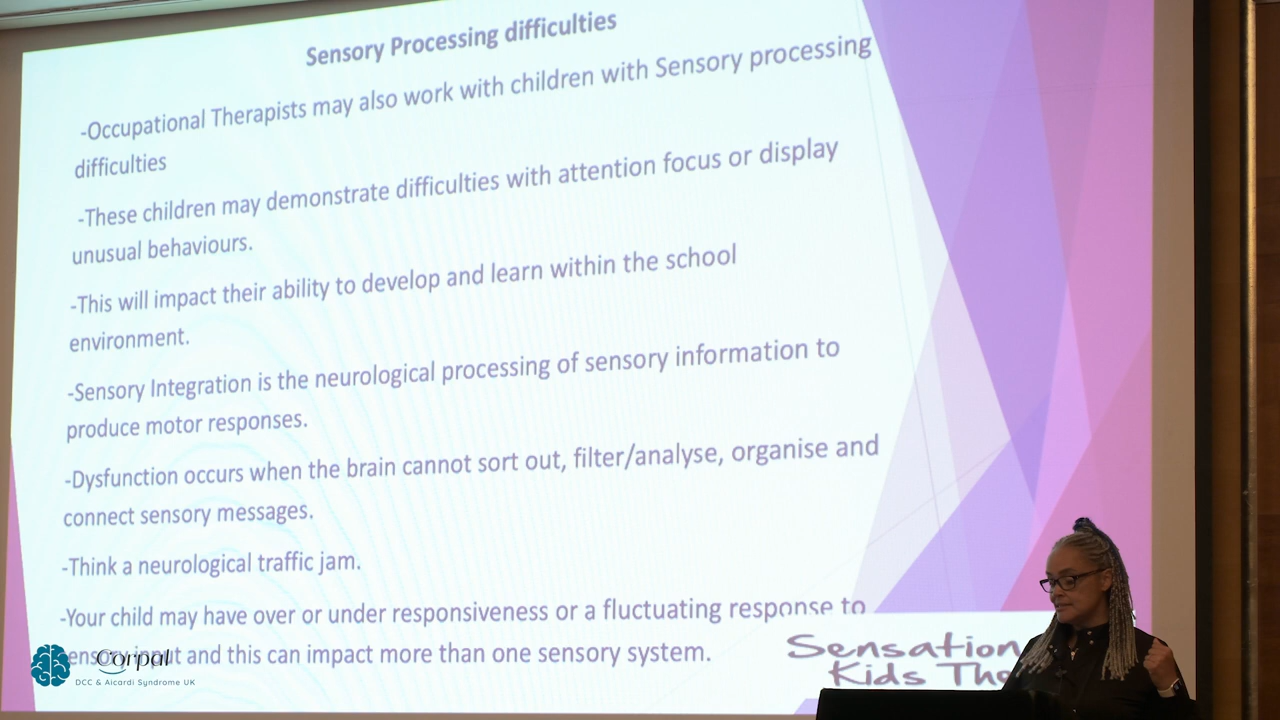 Sensory Processing difficulties
-Occupational Therapists may also work with children with Sensory processing
difficulties
-These children may demonstrate difficulties with attention focus or display
unusual behaviours.
-This will impact their ability to develop and learn within the school
environment.
-Sensory Integration is the neurological processing of sensory information to
produce motor responses.
-Dysfunction occurs when the brain cannot sort out, filter/analyse, organise and
connect sensory messages.
-Think a neurological traffic jam.
-Your child may have over or under responsiveness or a fluctuating response to
and this can impact more than one sensory system.
Corpal
DCC & Aicardi Syndrome UK
Sensation
Kids